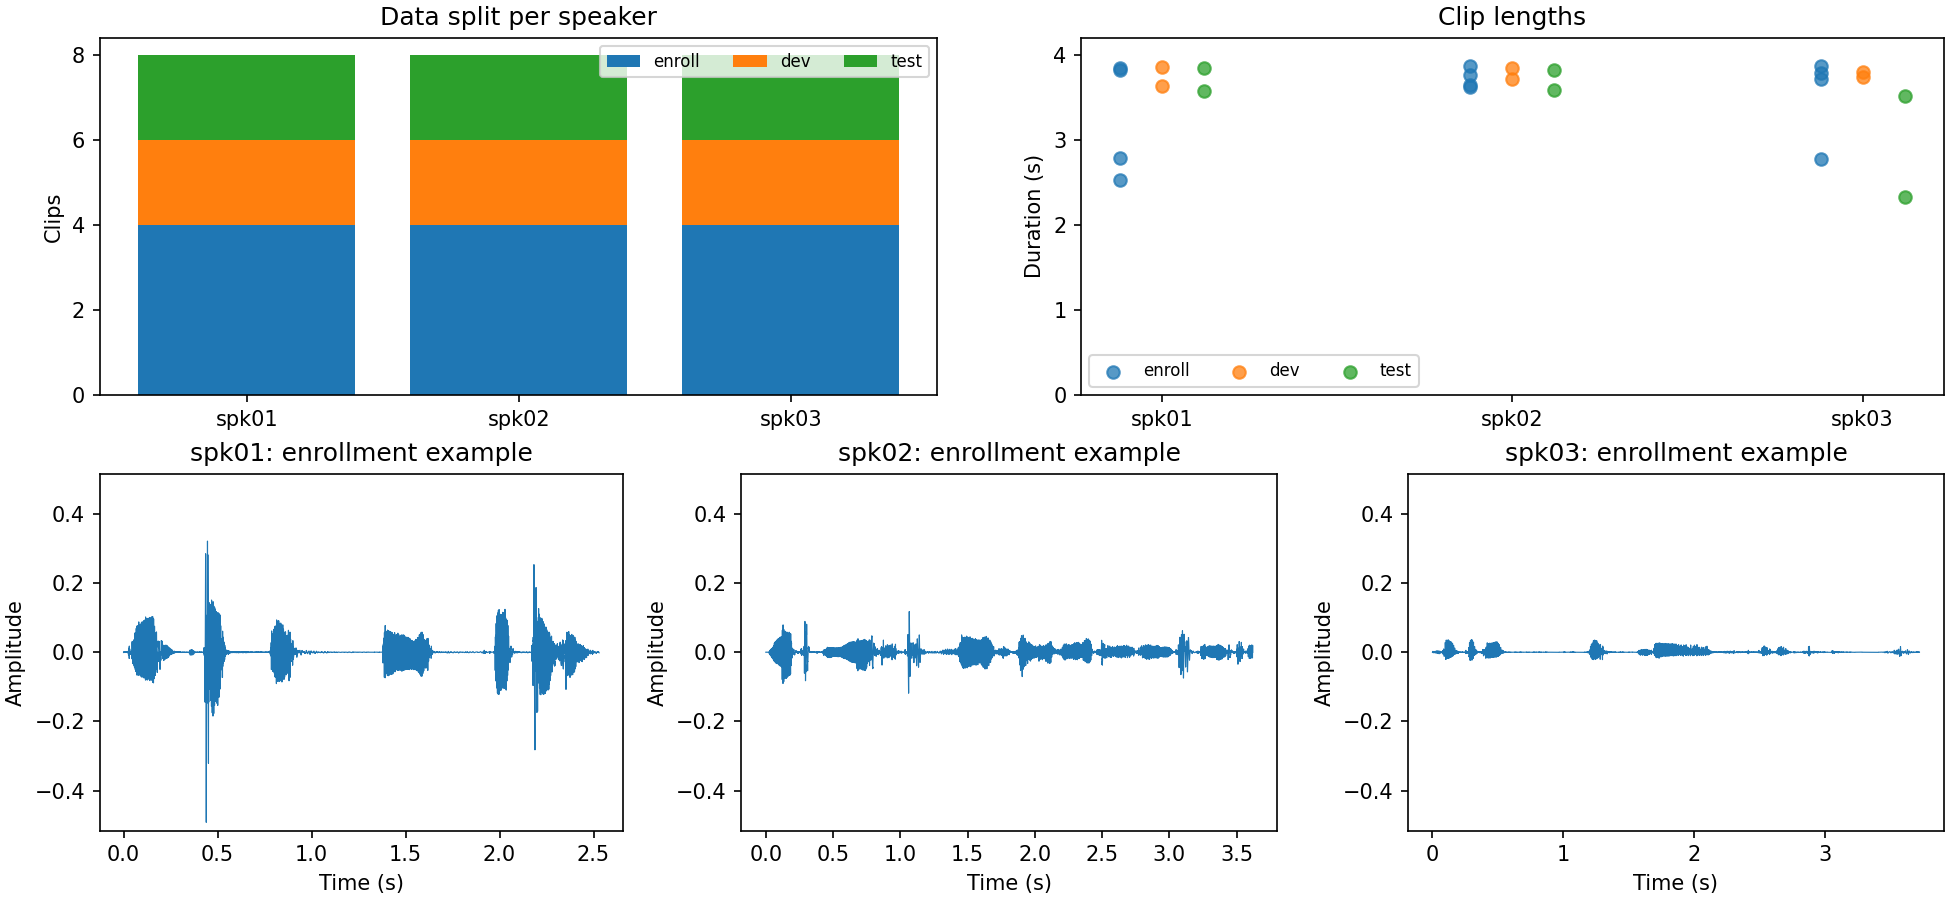 Data split per speaker
enroll dev test
8
6
4
2
0
Clips
spk01 spk02 spk03
Clip lengths
4
3
2
1
0
Duration (s)
enroll dev test
spk01 spk02 spk03
spk01: enrollment example
0.4
0.2
0.0
−0.2
−0.4
Amplitude
0.0 0.5 1.0 1.5 2.0 2.5
Time (s)
spk02: enrollment example
0.4
0.2
0.0
−0.2
−0.4
Amplitude
0.0 0.5 1.0 1.5 2.0 2.5 3.0 3.5
Time (s)
spk03: enrollment example
0.4
0.2
0.0
−0.2
−0.4
Amplitude
0 1 2 3
Time (s)